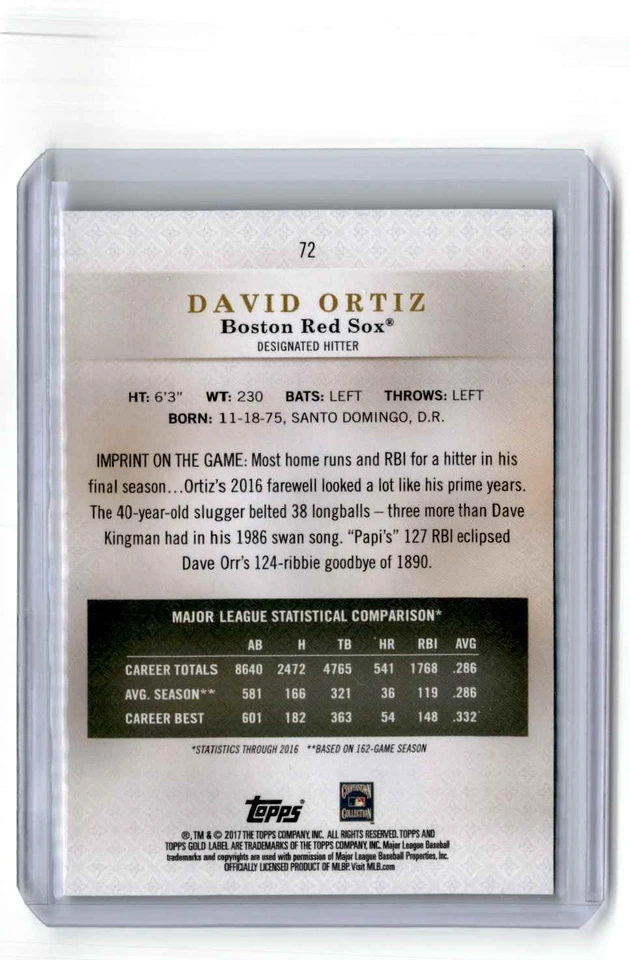 72
DAVID ORTIZ
Boston Red Sox®
DESIGNATED HITTER
HT: 6'3" WT: 230 BATS: LEFT THROWS: LEFT
BORN: 11-18-75, SANTO DOMINGO, D.R.
IMPRINT ON THE GAME: Most home runs and RBI for a hitter in his
final season...Ortiz's 2016 farewell looked a lot like his prime years.
The 40-year-old slugger belted 38 longballs – three more than Dave
Kingman had in his 1986 swan song. "Papi's" 127 RBI eclipsed
Dave Orr's 124-ribbie goodbye of 1890.
MAJOR LEAGUE STATISTICAL COMPARISON*
AB H TB HR RBI AVG
CAREER TOTALS 8640 2472 4765 541 1768 .286
AVG. SEASON** 581 166 321 36 119 .286
CAREER BEST 601 182 363 54 148 .332
*STATISTICS THROUGH 2016 **BASED ON 162-GAME SEASON
topps®
COOPERSTOWN
COLLECTION
®, TM & © 2017 THE TOPPS COMPANY, INC. ALL RIGHTS RESERVED. TOPPS AND
TOPPS GOLD LABEL ARE TRADEMARKS OF THE TOPPS COMPANY, INC. Major League Baseball
trademarks and copyrights are used with permission of Major League Baseball Properties, Inc.
OFFICIALLY LICENSED PRODUCT OF MLBP. Visit MLB.com